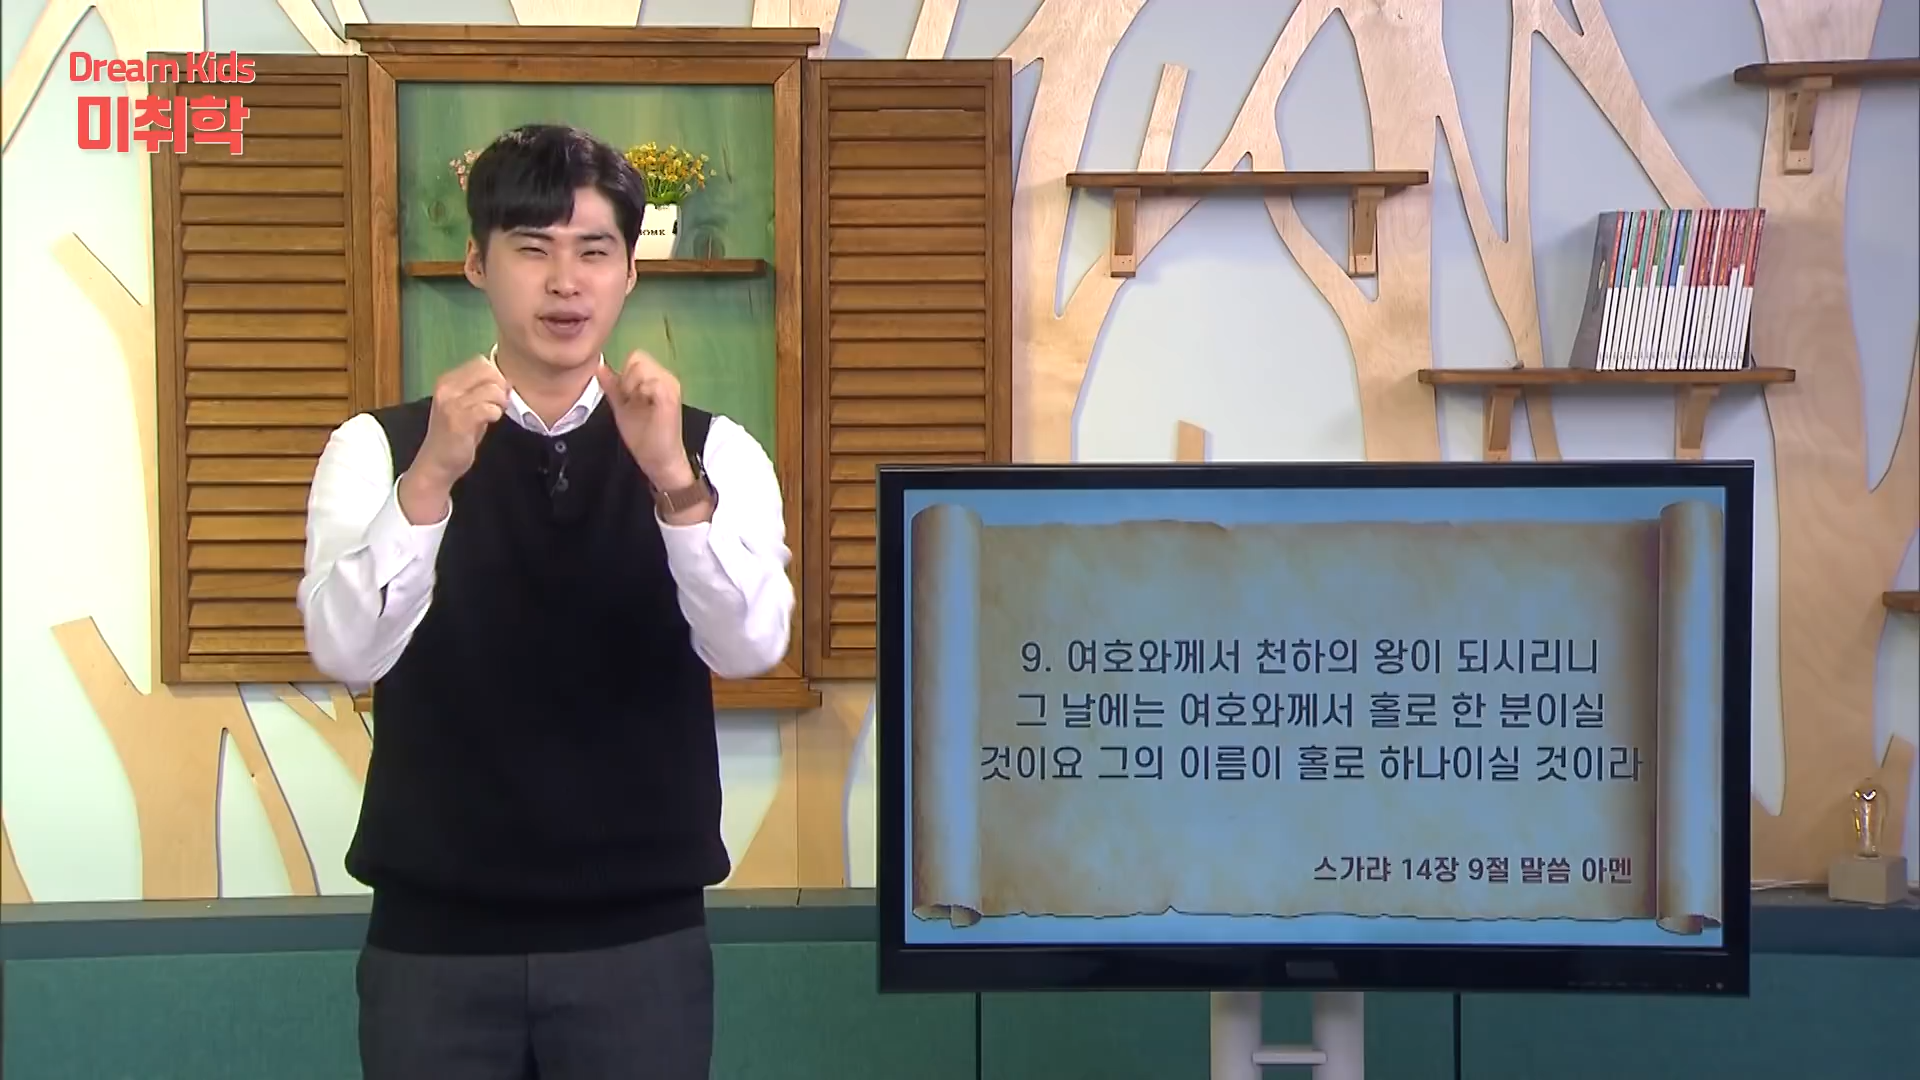 Dream Kids
미취학
HOME
9. 여호와께서 천하의 왕이 되시리니
그 날에는 여호와께서 홀로 한 분이실
것이요 그의 이름이 홀로 하나이실 것이라
스가랴 14장 9절 말씀 아멘